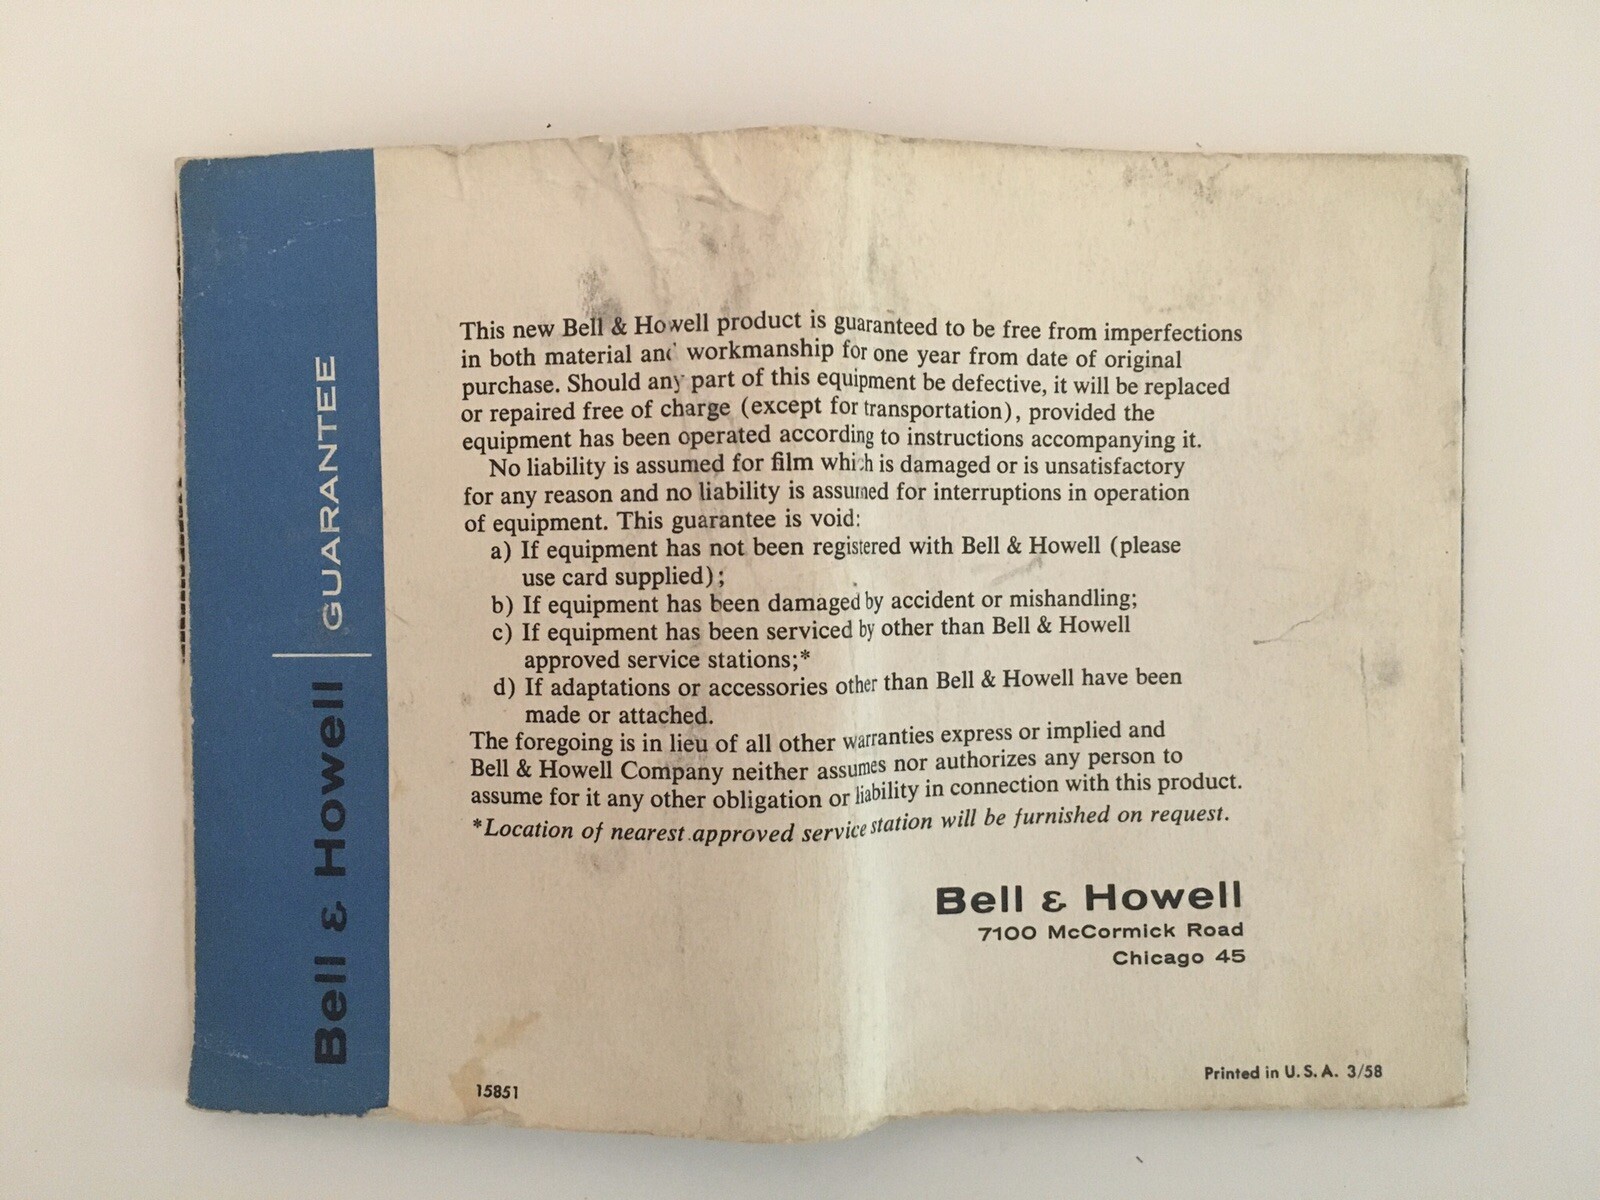 Bell & Howell | GUARANTEE
This new Bell & Howell product is guaranteed to be free from imperfections
in both material and workmanship for one year from date of original
purchase. Should any part of this equipment be defective, it will be replaced
or repaired free of charge (except for transportation), provided the
equipment has been operated according to instructions accompanying it.
No liability is assumed for film which is damaged or is unsatisfactory
for any reason and no liability is assumed for interruptions in operation
of equipment. This guarantee is void:
a) If equipment has not been registered with Bell & Howell (please
use card supplied);
b) If equipment has been damaged by accident or mishandling;
c) If equipment has been serviced by other than Bell & Howell
approved service stations;*
d) If adaptations or accessories other than Bell & Howell have been
made or attached.
The foregoing is in lieu of all other warranties express or implied and
Bell & Howell Company neither assumes nor authorizes any person to
assume for it any other obligation or liability in connection with this product.
*Location of nearest approved service station will be furnished on request.
Bell & Howell
7100 McCormick Road
Chicago 45
15851
Printed in U.S.A. 3/58